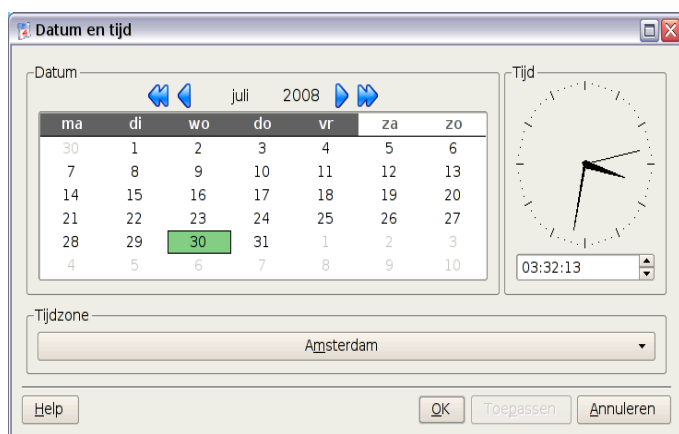 Datum en tijd
Datum
juli 2008
ma di wo do vr za zo
30 1 2 3 4 5 6
7 8 9 10 11 12 13
14 15 16 17 18 19 20
21 22 23 24 25 26 27
28 29 30 31 1 2 3
4 5 6 7 8 9 10
Tijd
03:32:13
Tijdzone
Amsterdam
Help OK Toepassen Annuleren